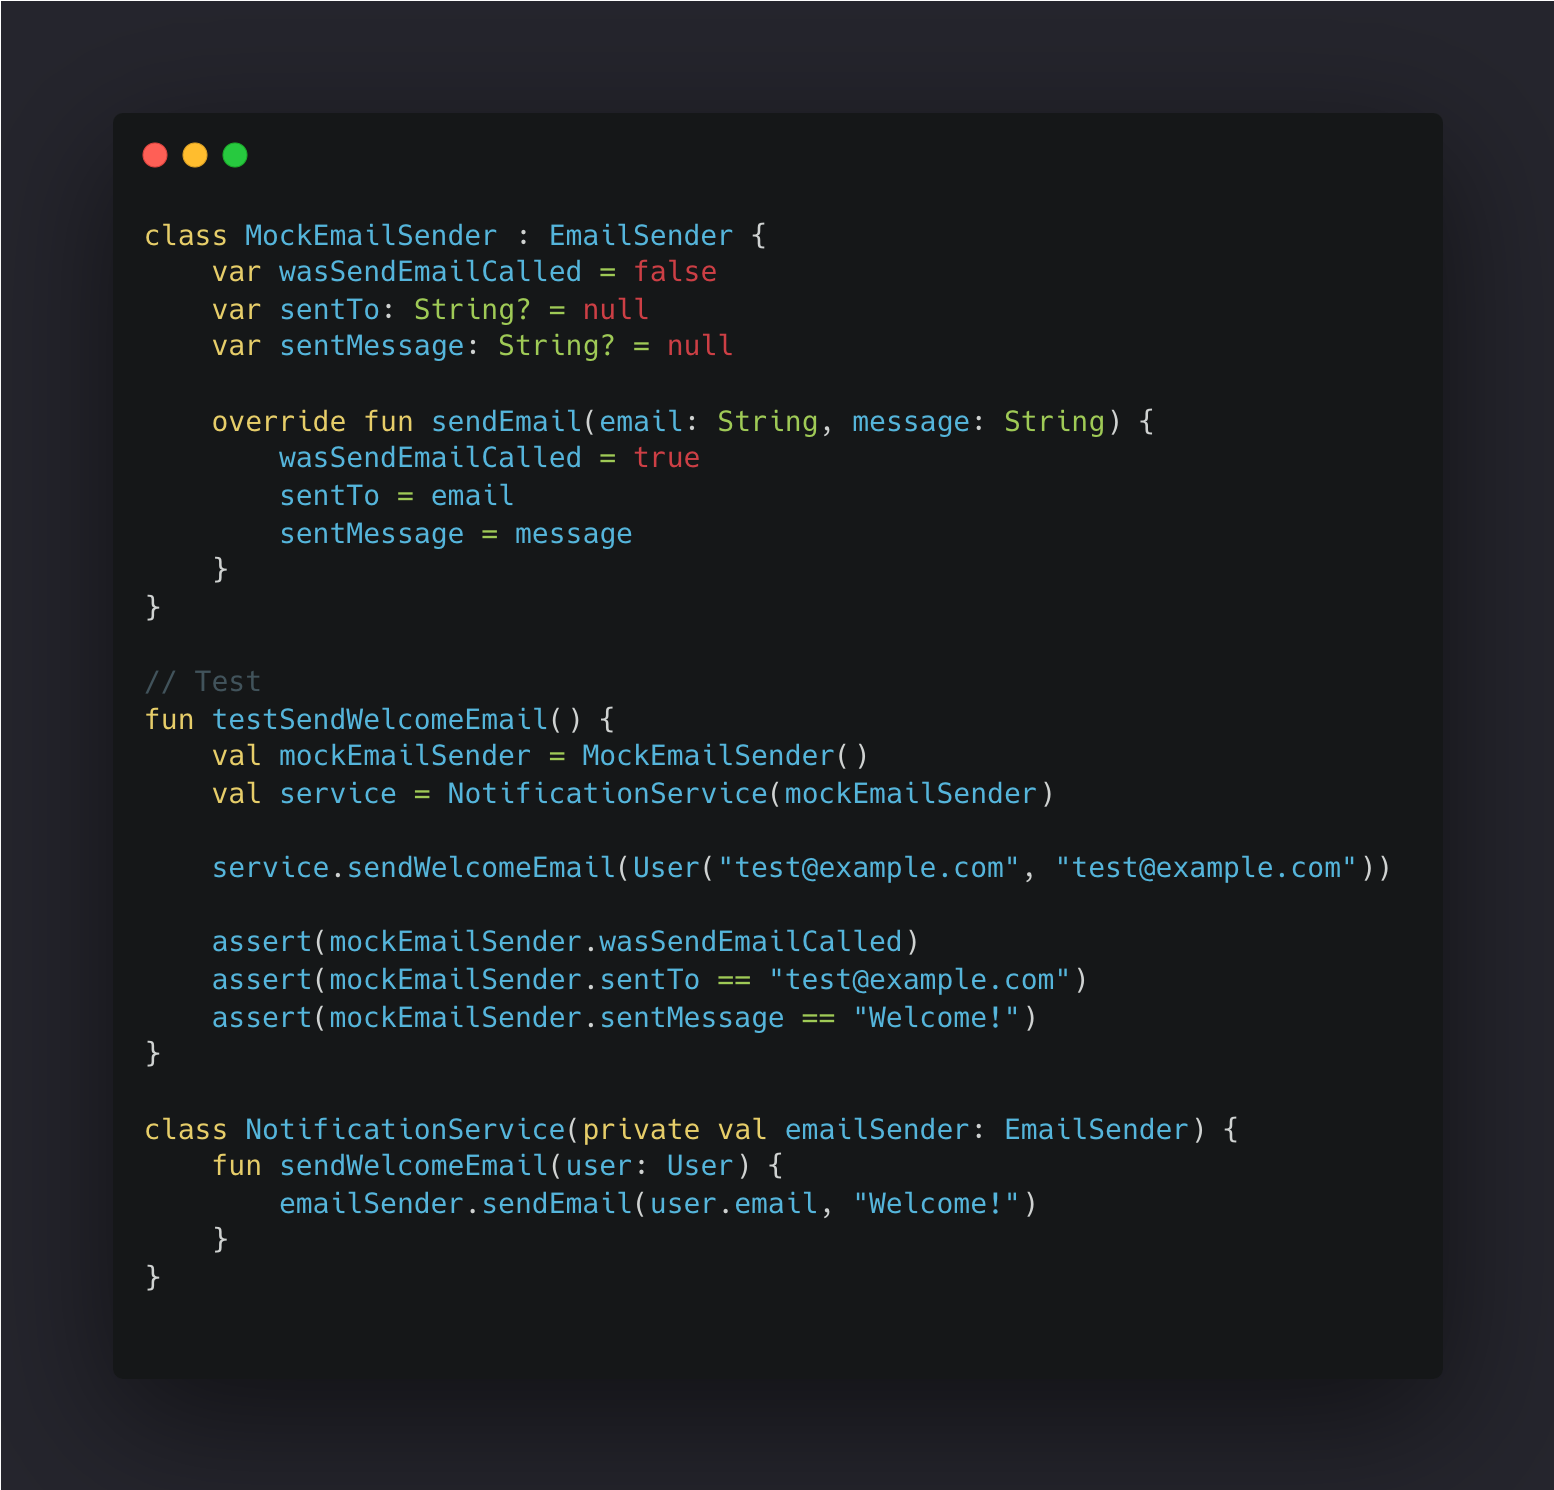 class MockEmailSender : EmailSender {
    var wasSendEmailCalled = false
    var sentTo: String? = null
    var sentMessage: String? = null

    override fun sendEmail(email: String, message: String) {
        wasSendEmailCalled = true
        sentTo = email
        sentMessage = message
    }
}

// Test
fun testSendWelcomeEmail() {
    val mockEmailSender = MockEmailSender()
    val service = NotificationService(mockEmailSender)

    service.sendWelcomeEmail(User("test@example.com", "test@example.com"))

    assert(mockEmailSender.wasSendEmailCalled)
    assert(mockEmailSender.sentTo == "test@example.com")
    assert(mockEmailSender.sentMessage == "Welcome!")
}

class NotificationService(private val emailSender: EmailSender) {
    fun sendWelcomeEmail(user: User) {
        emailSender.sendEmail(user.email, "Welcome!")
    }
}